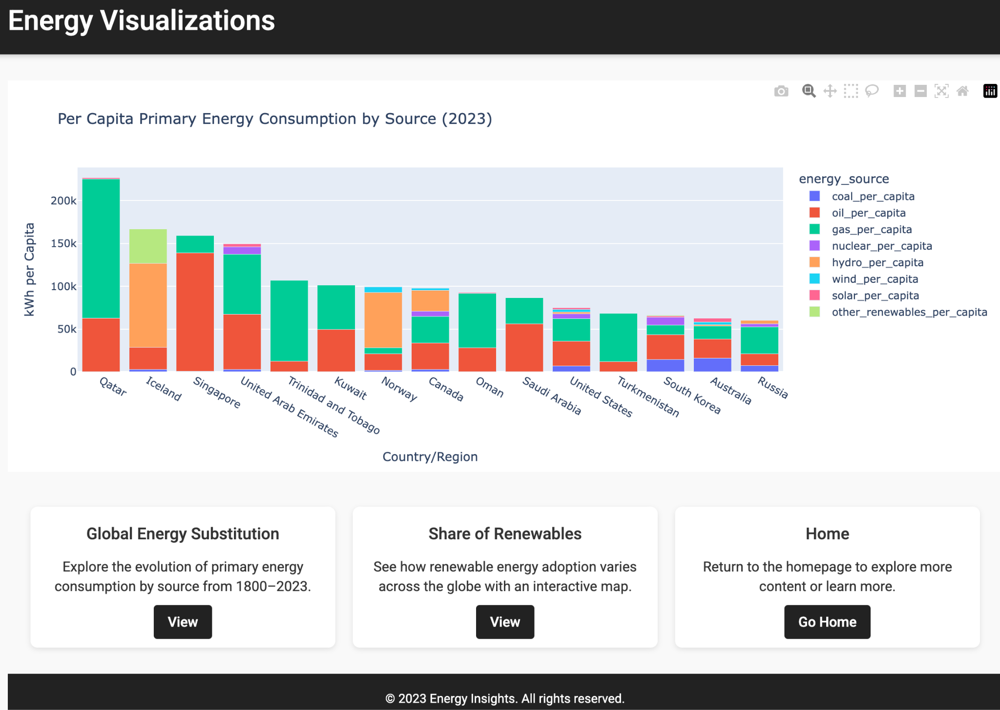 Energy Visualizations
Per Capita Primary Energy Consumption by Source (2023)
kWh per Capita
200k
150k
100k
50k
0
Qatar
Iceland
Singapore
United Arab Emirates
Trinidad and Tobago
Kuwait
Norway
Canada
Oman
Saudi Arabia
United States
Turkmenistan
South Korea
Australia
Russia
Country/Region
energy_source
coal_per_capita
oil_per_capita
gas_per_capita
nuclear_per_capita
hydro_per_capita
wind_per_capita
solar_per_capita
other_renewables_per_capita
Global Energy Substitution
Explore the evolution of primary energy
consumption by source from 1800–2023.
View
Share of Renewables
See how renewable energy adoption varies
across the globe with an interactive map.
View
Home
Return to the homepage to explore more
content or learn more.
Go Home
© 2023 Energy Insights. All rights reserved.